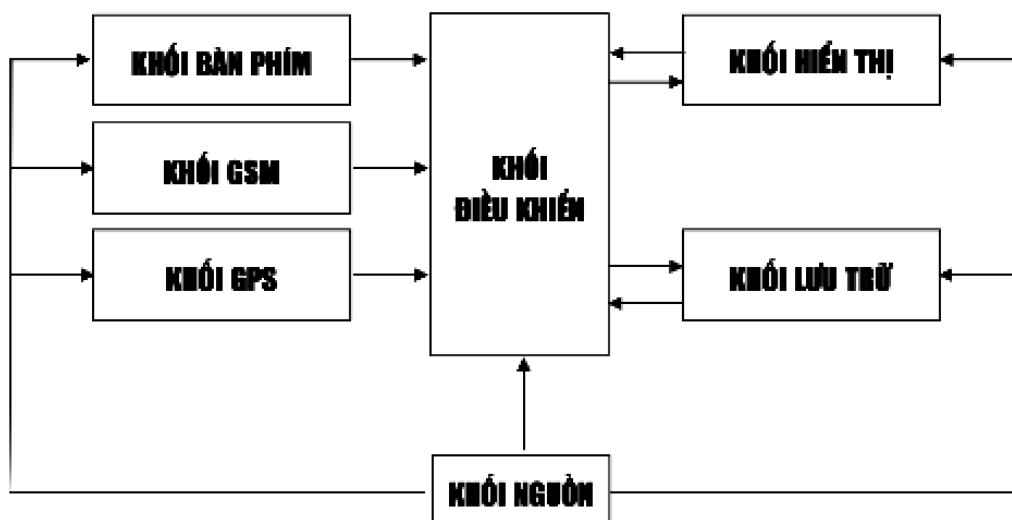 KHỐI BÀN PHÍM
KHỐI GSM
KHỐI GPS
KHỐI
ĐIỀU KHIỂN
KHỐI HIỂN THỊ
KHỐI LƯU TRỮ
KHỐI NGUỒN